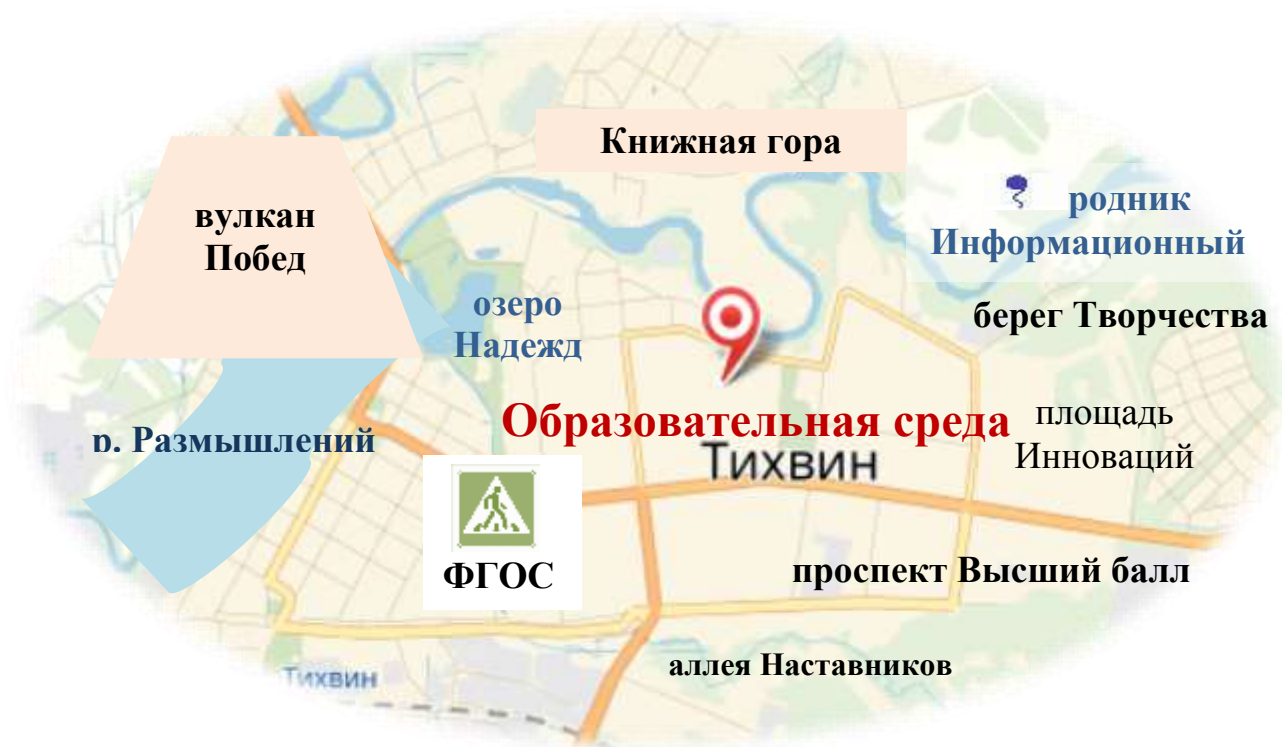 Книжная гора
вулкан
Побед
родник
Информационный
озеро
Надежд
берег Творчества
Образовательная среда
площадь
Инноваций
р. Размышлений
Тихвин
ФГОС
проспект Высший балл
аллея Наставников
Тихвин